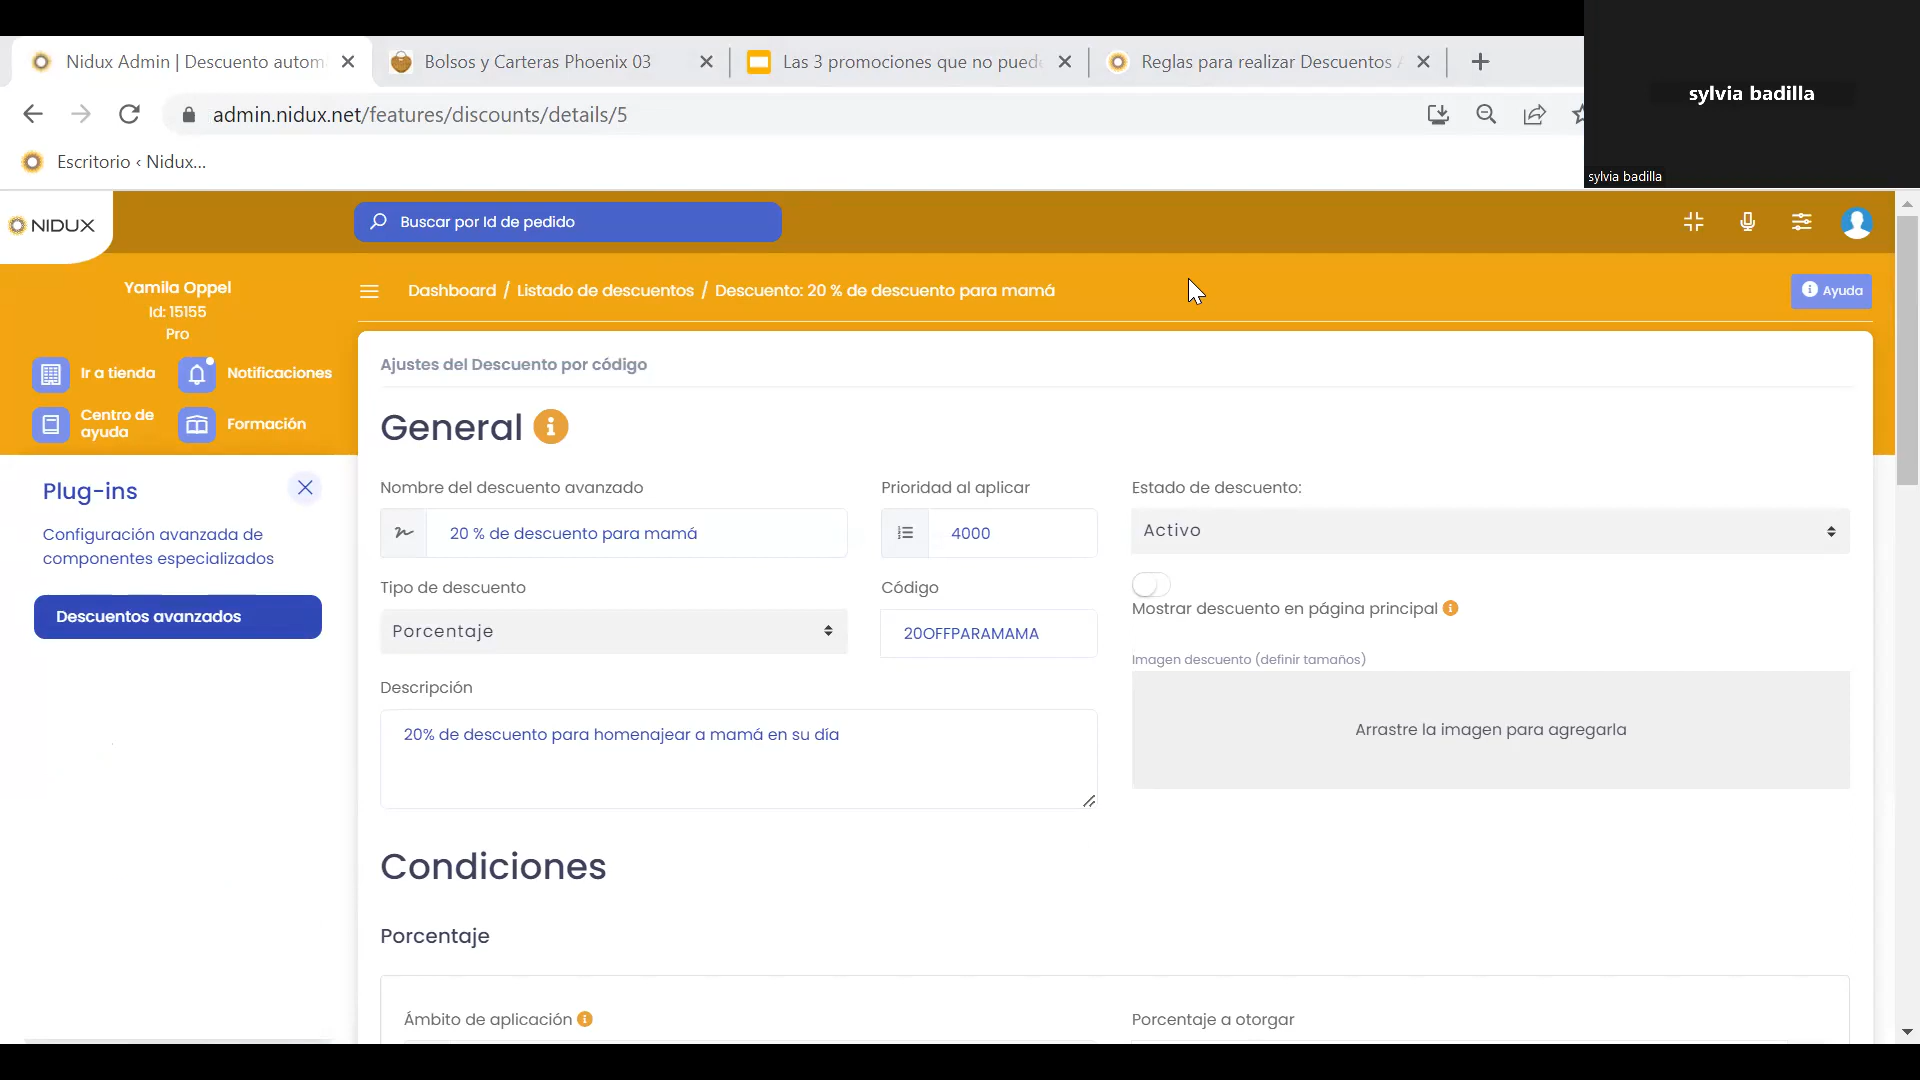 Nidux Admin | Descuento autom
Bolsos y Carteras Phoenix 03
Las 3 promociones que no pued
Reglas para realizar Descuentos A
sylvia badilla
admin.nidux.net/features/discounts/details/5
Escritorio ‹ Nidux...
sylvia badilla
NIDUX
Buscar por Id de pedido
Yamila Oppel
Id: 15155
Pro
Dashboard / Listado de descuentos / Descuento: 20 % de descuento para mamá
Ayuda
Ir a tienda
Notificaciones
Centro de
ayuda
Formación
Plug-ins
Configuración avanzada de
componentes especializados
Descuentos avanzados
Ajustes del Descuento por código
General
Nombre del descuento avanzado
Prioridad al aplicar
Estado de descuento:
20 % de descuento para mamá
4000
Activo
Tipo de descuento
Código
Mostrar descuento en página principal
Porcentaje
20OFFPARAMAMA
Imagen descuento (definir tamaños)
Descripción
20% de descuento para homenajear a mamá en su día
Arrastre la imagen para agregarla
Condiciones
Porcentaje
Ámbito de aplicación
Porcentaje a otorgar